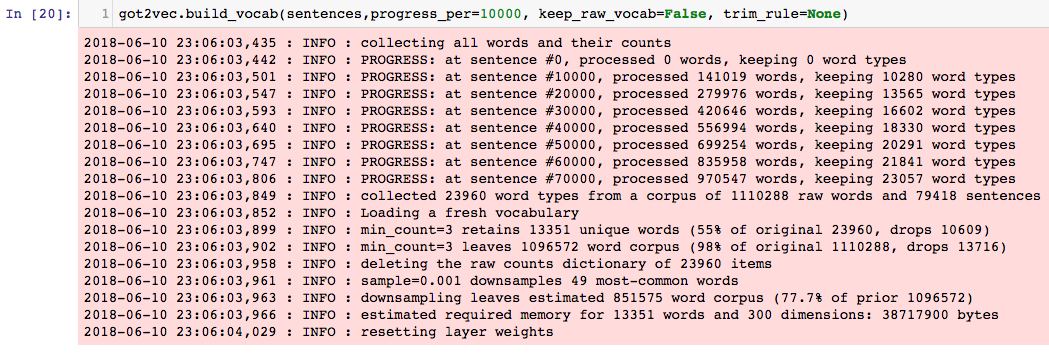 In [20]: 1 got2vec.build_vocab(sentences,progress_per=10000, keep_raw_vocab=False, trim_rule=None)
2018-06-10 23:06:03,435 : INFO : collecting all words and their counts
2018-06-10 23:06:03,442 : INFO : PROGRESS: at sentence #0, processed 0 words, keeping 0 word types
2018-06-10 23:06:03,501 : INFO : PROGRESS: at sentence #10000, processed 141019 words, keeping 10280 word types
2018-06-10 23:06:03,547 : INFO : PROGRESS: at sentence #20000, processed 279976 words, keeping 13565 word types
2018-06-10 23:06:03,593 : INFO : PROGRESS: at sentence #30000, processed 420646 words, keeping 16602 word types
2018-06-10 23:06:03,640 : INFO : PROGRESS: at sentence #40000, processed 556994 words, keeping 18330 word types
2018-06-10 23:06:03,695 : INFO : PROGRESS: at sentence #50000, processed 699254 words, keeping 20291 word types
2018-06-10 23:06:03,747 : INFO : PROGRESS: at sentence #60000, processed 835958 words, keeping 21841 word types
2018-06-10 23:06:03,806 : INFO : PROGRESS: at sentence #70000, processed 970547 words, keeping 23057 word types
2018-06-10 23:06:03,849 : INFO : collected 23960 word types from a corpus of 1110288 raw words and 79418 sentences
2018-06-10 23:06:03,852 : INFO : Loading a fresh vocabulary
2018-06-10 23:06:03,899 : INFO : min_count=3 retains 13351 unique words (55% of original 23960, drops 10609)
2018-06-10 23:06:03,902 : INFO : min_count=3 leaves 1096572 word corpus (98% of original 1110288, drops 13716)
2018-06-10 23:06:03,958 : INFO : deleting the raw counts dictionary of 23960 items
2018-06-10 23:06:03,961 : INFO : sample=0.001 downsamples 49 most-common words
2018-06-10 23:06:03,963 : INFO : downsampling leaves estimated 851575 word corpus (77.7% of prior 1096572)
2018-06-10 23:06:03,966 : INFO : estimated required memory for 13351 words and 300 dimensions: 38717900 bytes
2018-06-10 23:06:04,029 : INFO : resetting layer weights